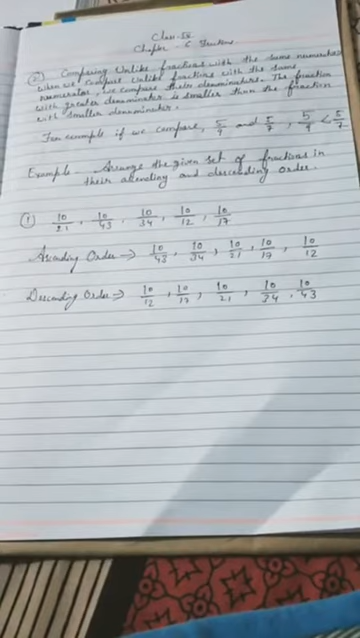 Class - IV
Chapter - 6 Fractions
(2) Comparing Unlike fractions with the same numerator
When we compare Unlike fractions with the same
numerator, we compare their denominators. The fraction
with greater denominator is smaller than the fraction
with smaller denominator.
For example if we compare, 5/9 and 5/7, 5/9 < 5/7.
Example - Arrange the given set of fractions in
their ascending and descending order.
(1) 10/21, 10/43, 10/34, 10/12, 10/17
Ascending Order → 10/43, 10/34, 10/21, 10/17, 10/12
Descending Order → 10/12, 10/17, 10/21, 10/34, 10/43